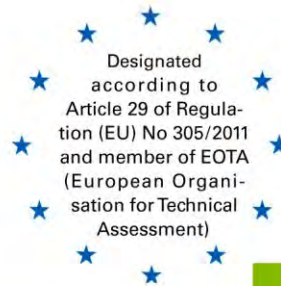 Designated
according to
Article 29 of Regula-
tion (EU) No 305/2011
and member of EOTA
(European Organi-
sation for Technical
Assessment)